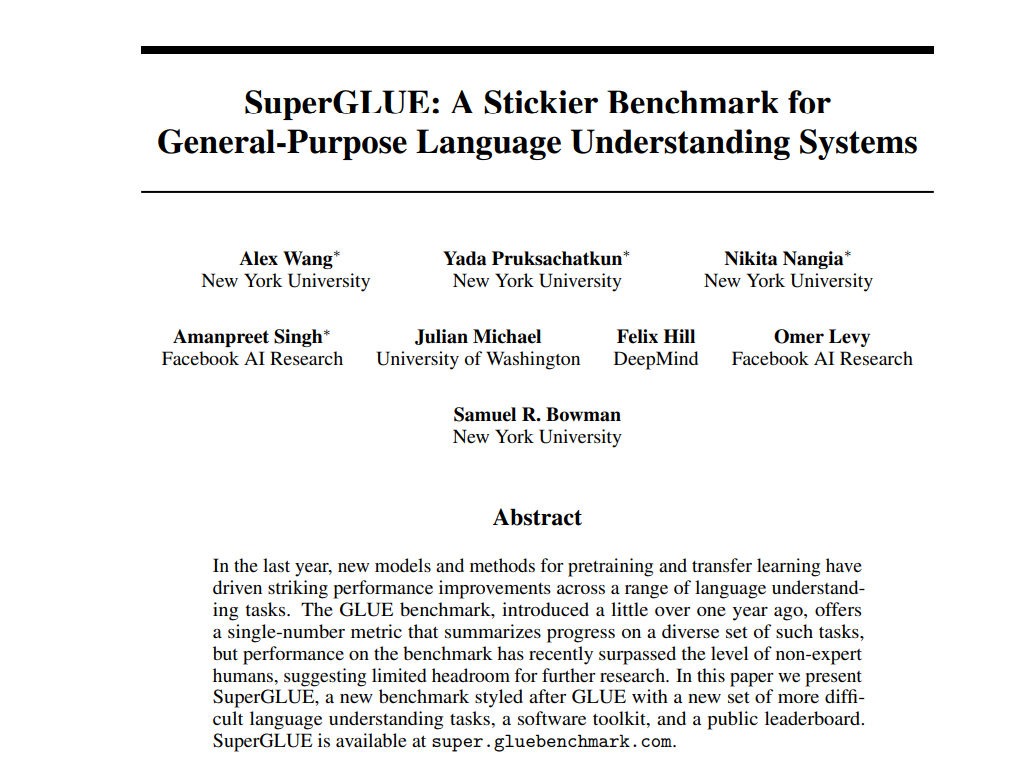 SuperGLUE: A Stickier Benchmark for
General-Purpose Language Understanding Systems
Alex Wang* Yada Pruksachatkun* Nikita Nangia*
New York University New York University New York University
Amanpreet Singh* Julian Michael Felix Hill Omer Levy
Facebook AI Research University of Washington DeepMind Facebook AI Research
Samuel R. Bowman
New York University
Abstract
In the last year, new models and methods for pretraining and transfer learning have
driven striking performance improvements across a range of language understand-
ing tasks. The GLUE benchmark, introduced a little over one year ago, offers
a single-number metric that summarizes progress on a diverse set of such tasks,
but performance on the benchmark has recently surpassed the level of non-expert
humans, suggesting limited headroom for further research. In this paper we present
SuperGLUE, a new benchmark styled after GLUE with a new set of more diffi-
cult language understanding tasks, a software toolkit, and a public leaderboard.
SuperGLUE is available at super.gluebenchmark.com.